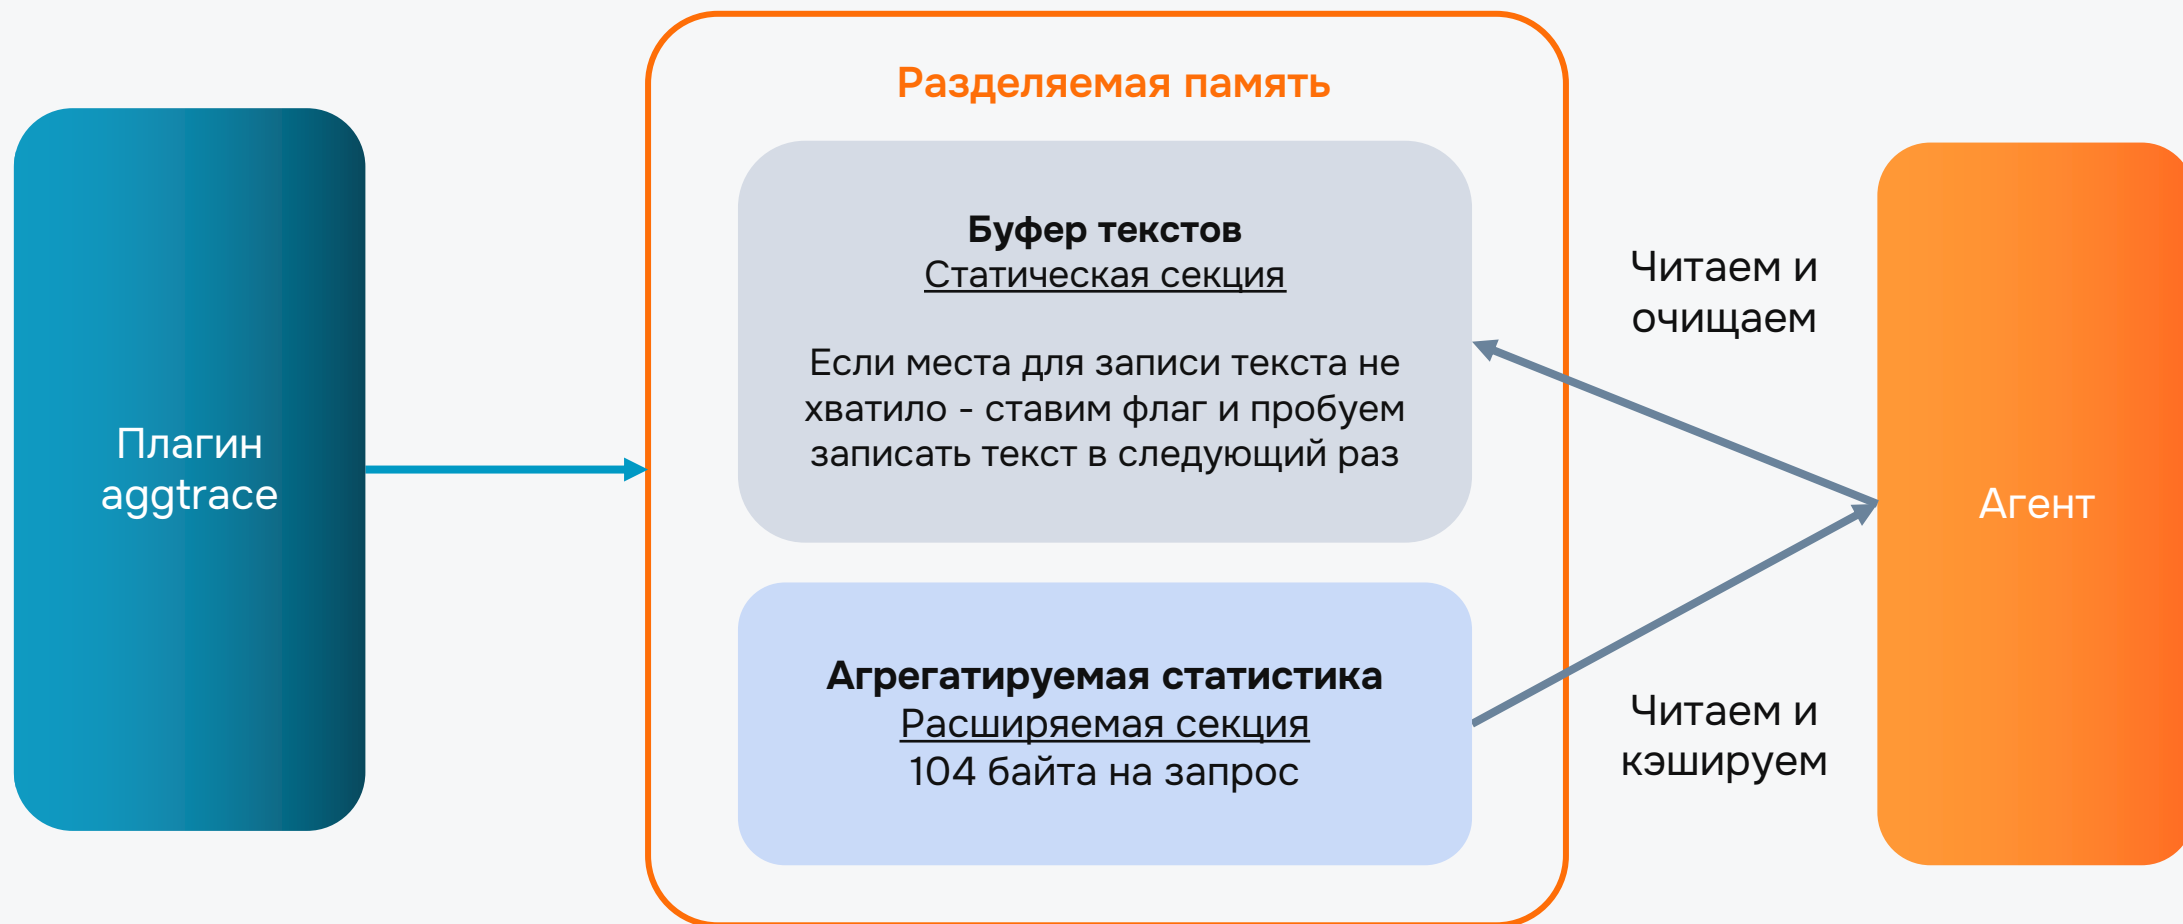 Разделяемая память
Плагин
aggtrace
Буфер текстов
Статическая секция
Если места для записи текста не
хватило - ставим флаг и пробуем
записать текст в следующий раз
Агрегатируемая статистика
Расширяемая секция
104 байта на запрос
Читаем и
очищаем
Читаем и
кэшируем
Агент